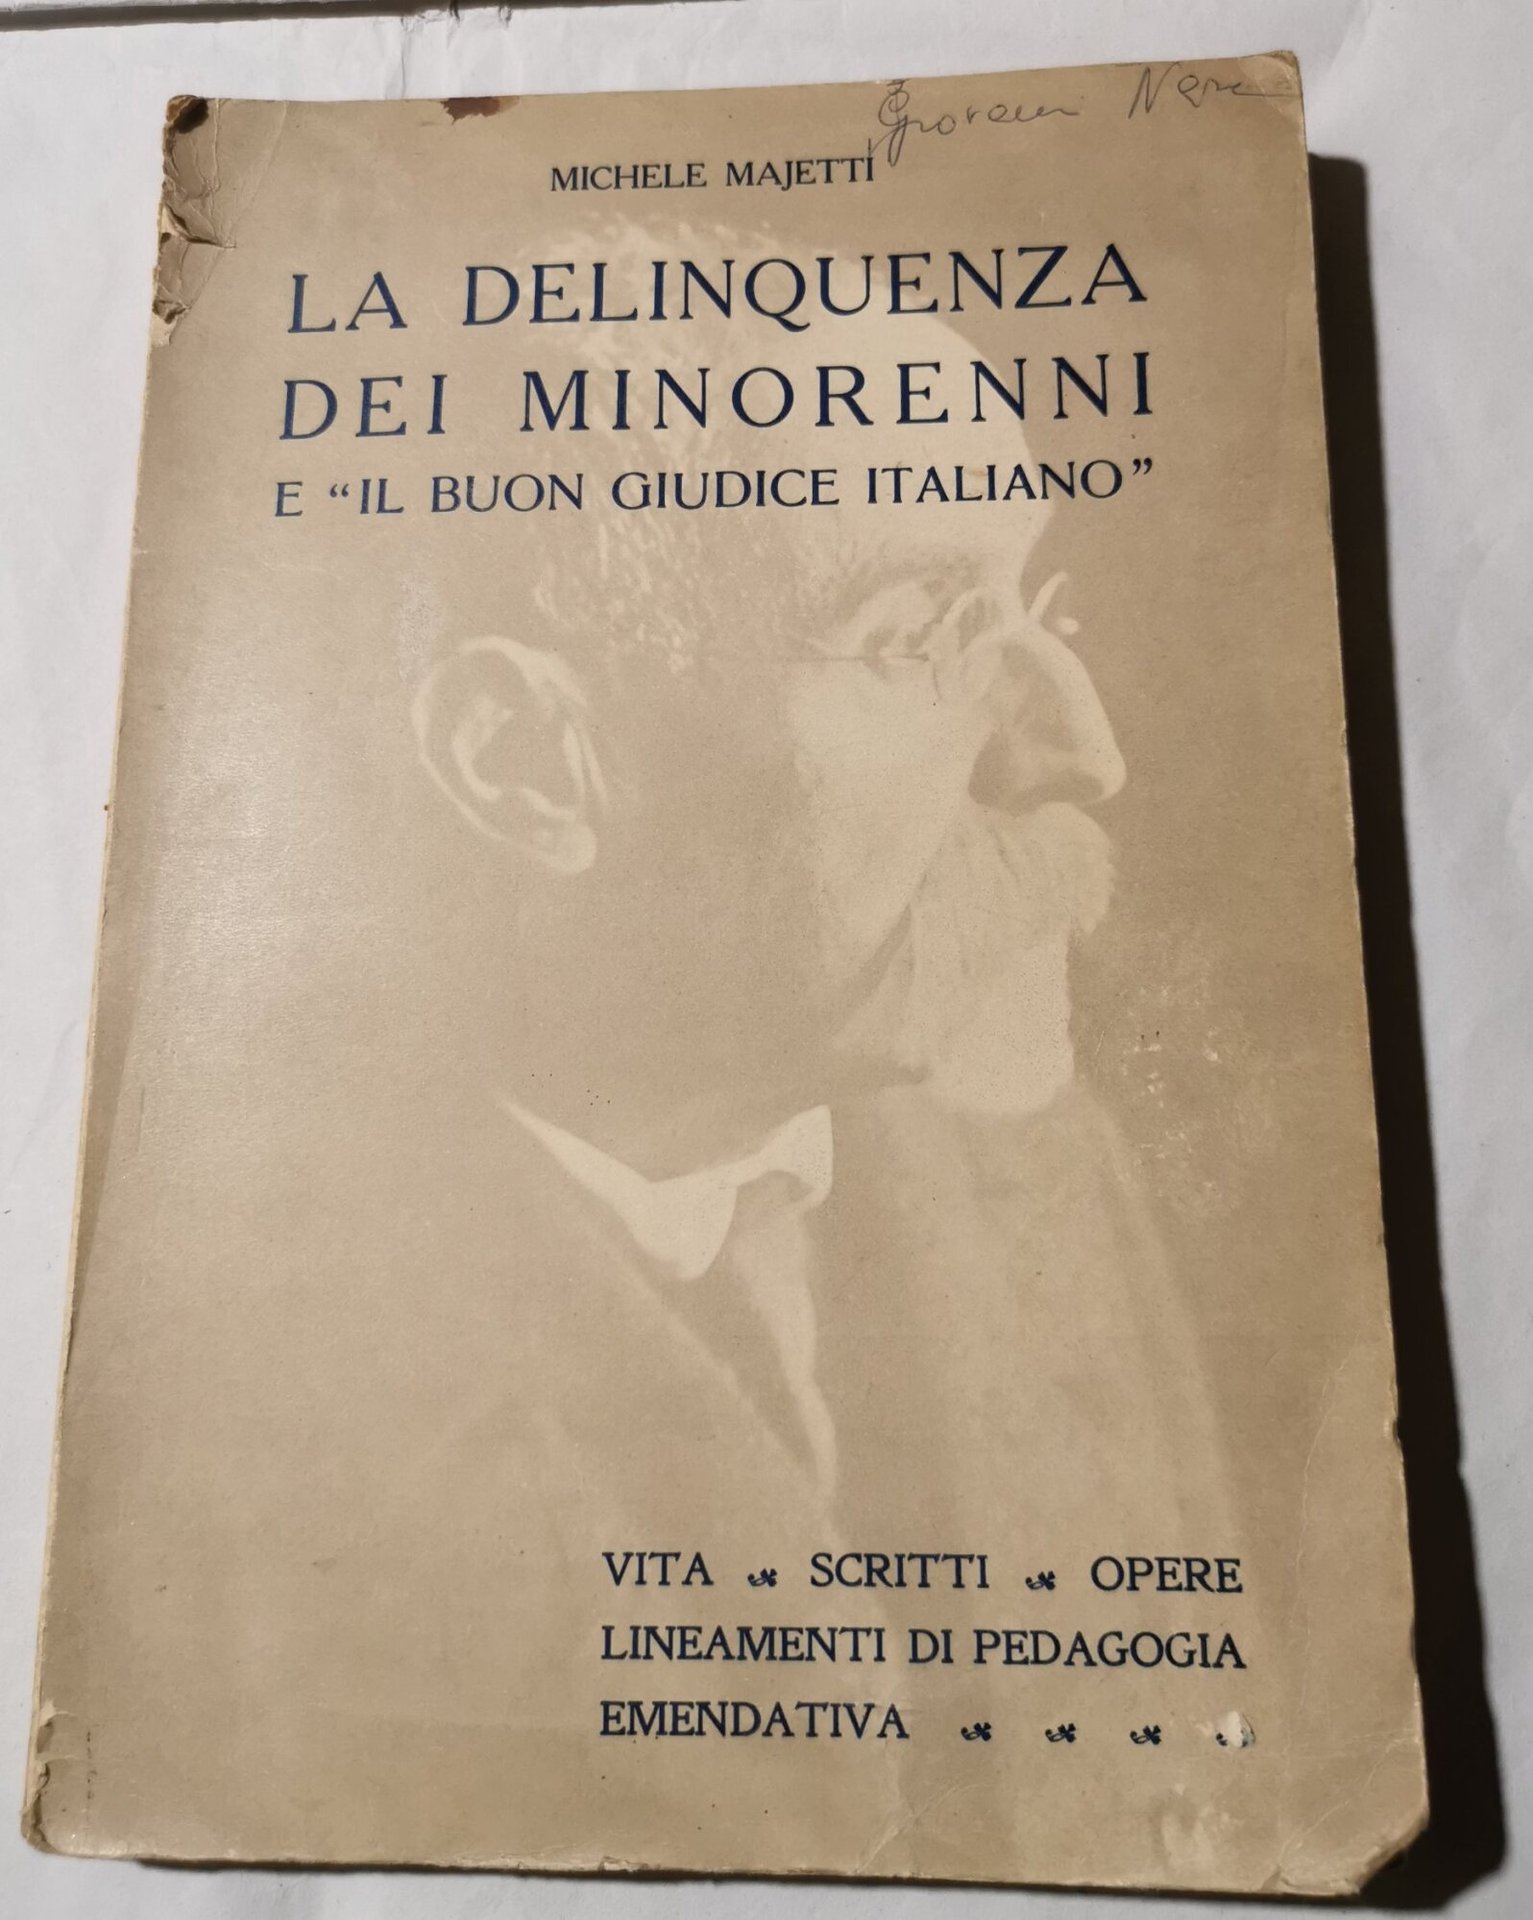 MICHELE MAJETTI
LA DELINQUENZA
DEI MINORENNI
E “IL BUON GIUDICE ITALIANO”
VITA SCRITTI OPERE
LINEAMENTI DI PEDAGOGIA
EMENDATIVA